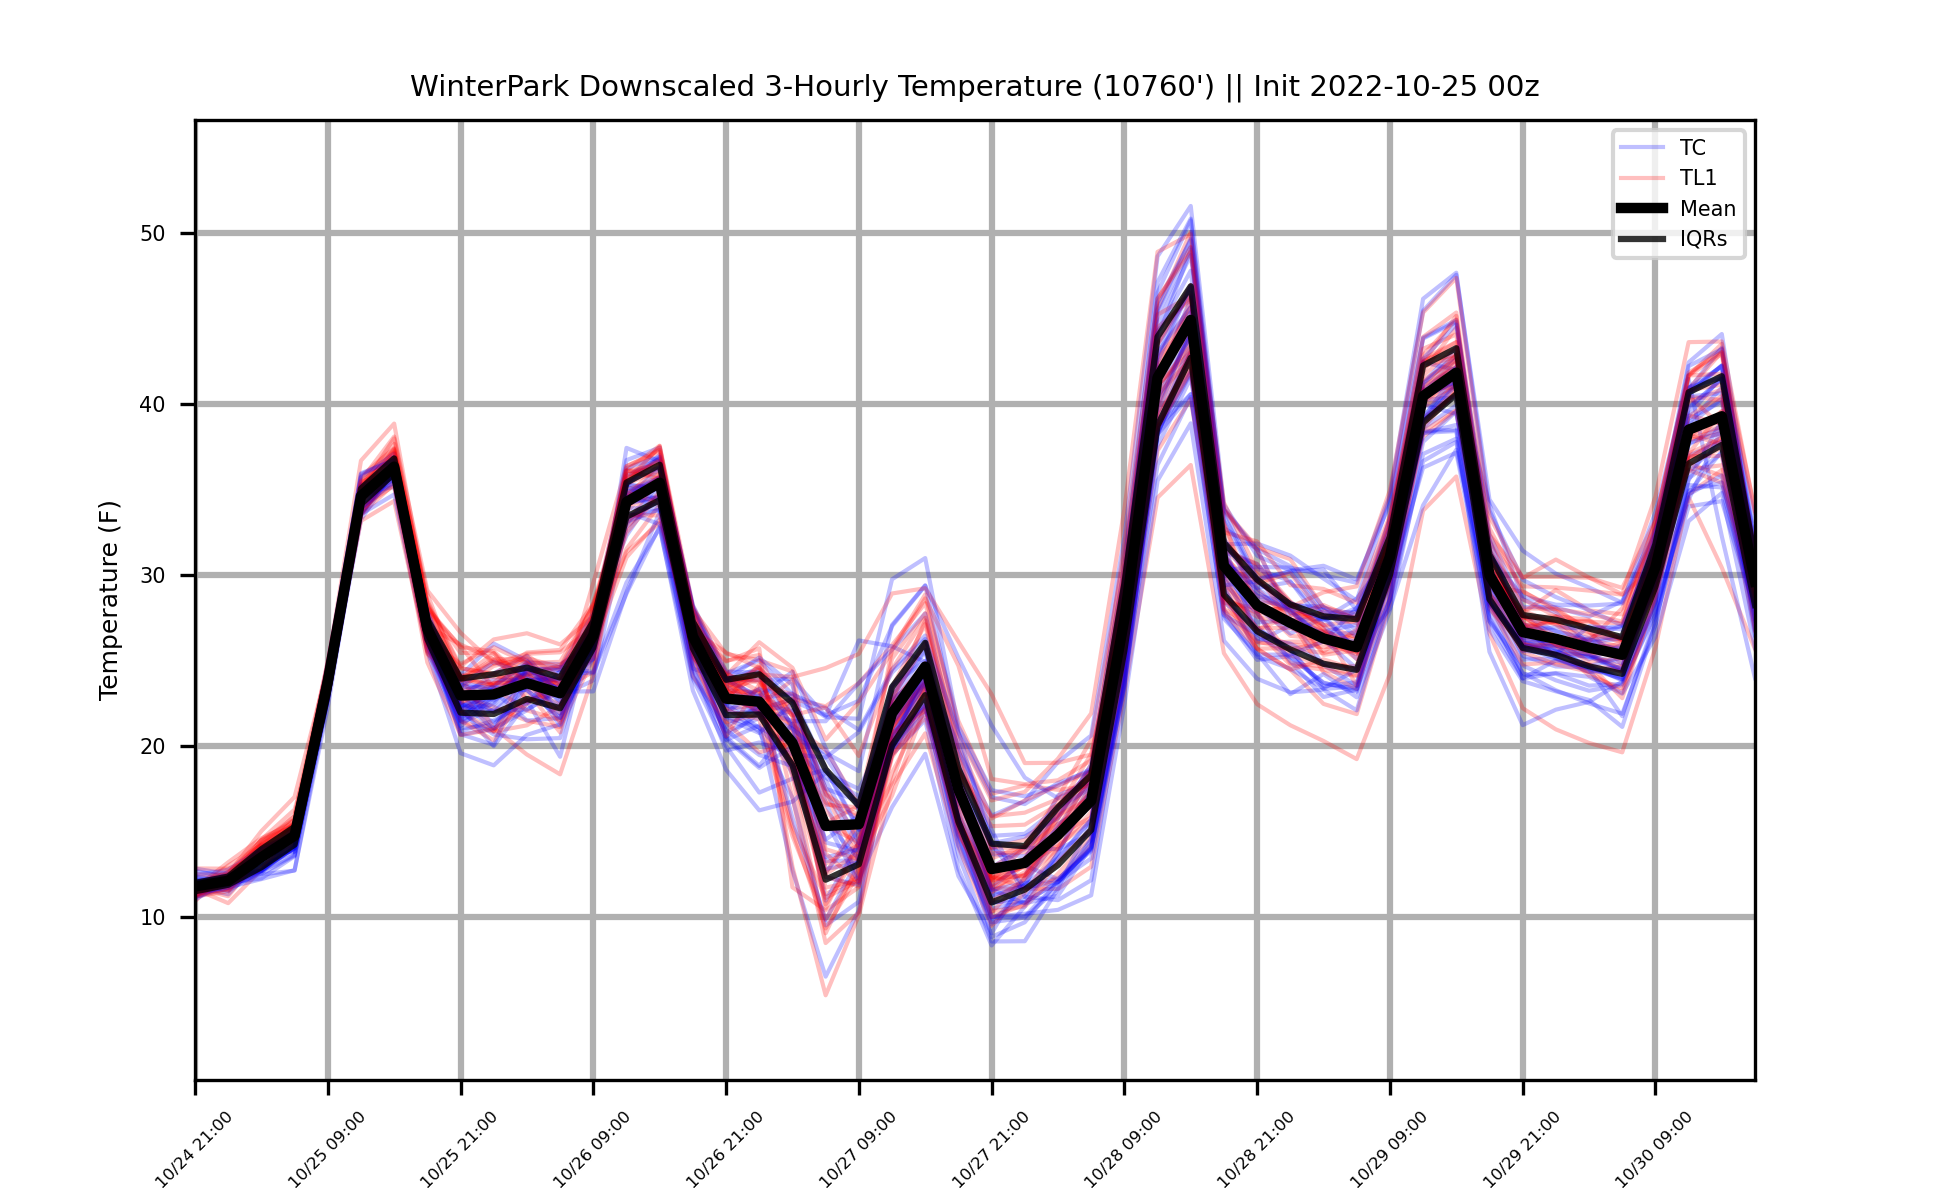 WinterPark Downscaled 3-Hourly Temperature (10760') || Init 2022-10-25 00z
TC
TL1
Mean
IQRs
Temperature (F)
50
40
30
20
10
10/24 21:00
10/25 09:00
10/25 21:00
10/26 09:00
10/26 21:00
10/27 09:00
10/27 21:00
10/28 09:00
10/28 21:00
10/29 09:00
10/29 21:00
10/30 09:00